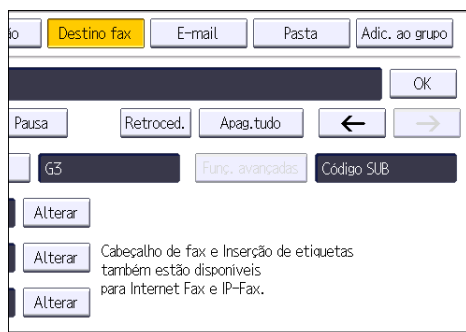 ão Destino fax E-mail Pasta Adic. ao grupo
OK
Pausa Retroced. Apag.tudo ← →
G3 Funç. avançadas Código SUB
Alterar
Alterar
Cabeçalho de fax e Inserção de etiquetas
também estão disponíveis
para Internet Fax e IP-Fax.
Alterar